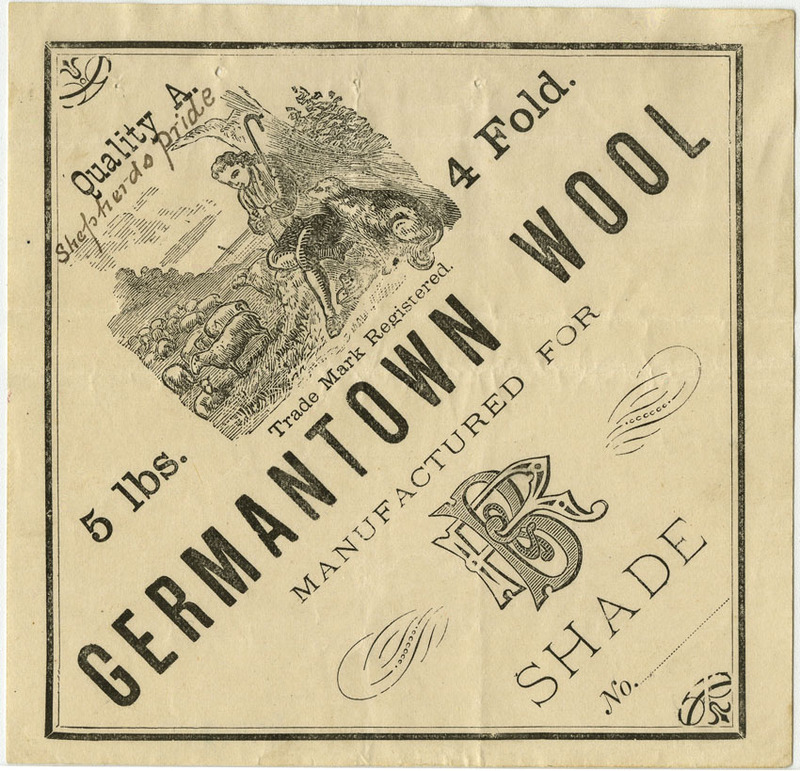 Quality A.
Shepherds Pride
5 lbs.
4 Fold.
Trade Mark Registered.
GERMANTOWN WOOL
MANUFACTURED FOR
SHADE
No.